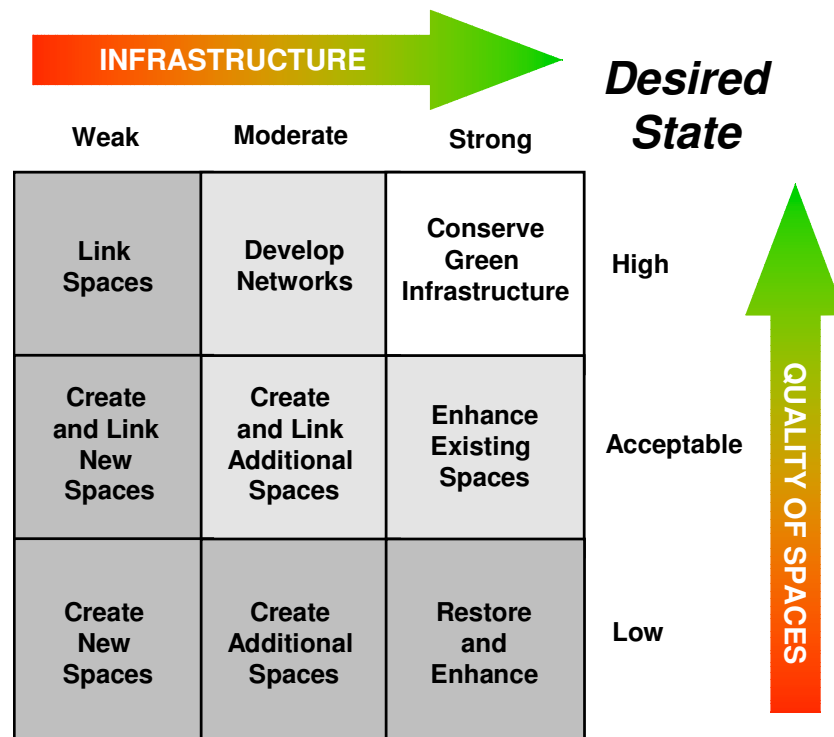 INFRASTRUCTURE
Desired
State
Weak
Moderate
Strong
Link
Spaces
Develop
Networks
Conserve
Green
Infrastructure
High
Create
and Link
New
Spaces
Create
and Link
Additional
Spaces
Enhance
Existing
Spaces
Acceptable
Create
New
Spaces
Create
Additional
Spaces
Restore
and
Enhance
Low
QUALITY OF SPACES